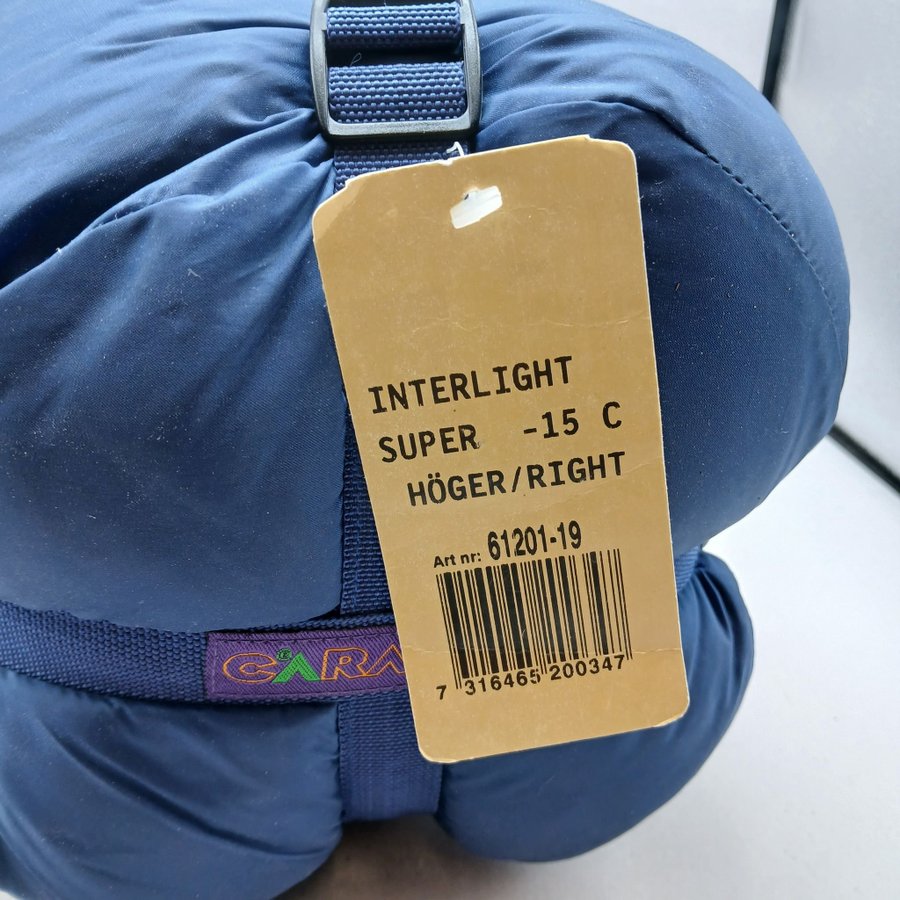 INTERLIGHT
SUPER -15 C
HÖGER/RIGHT
Art nr: 61201-19
7 316465 200347